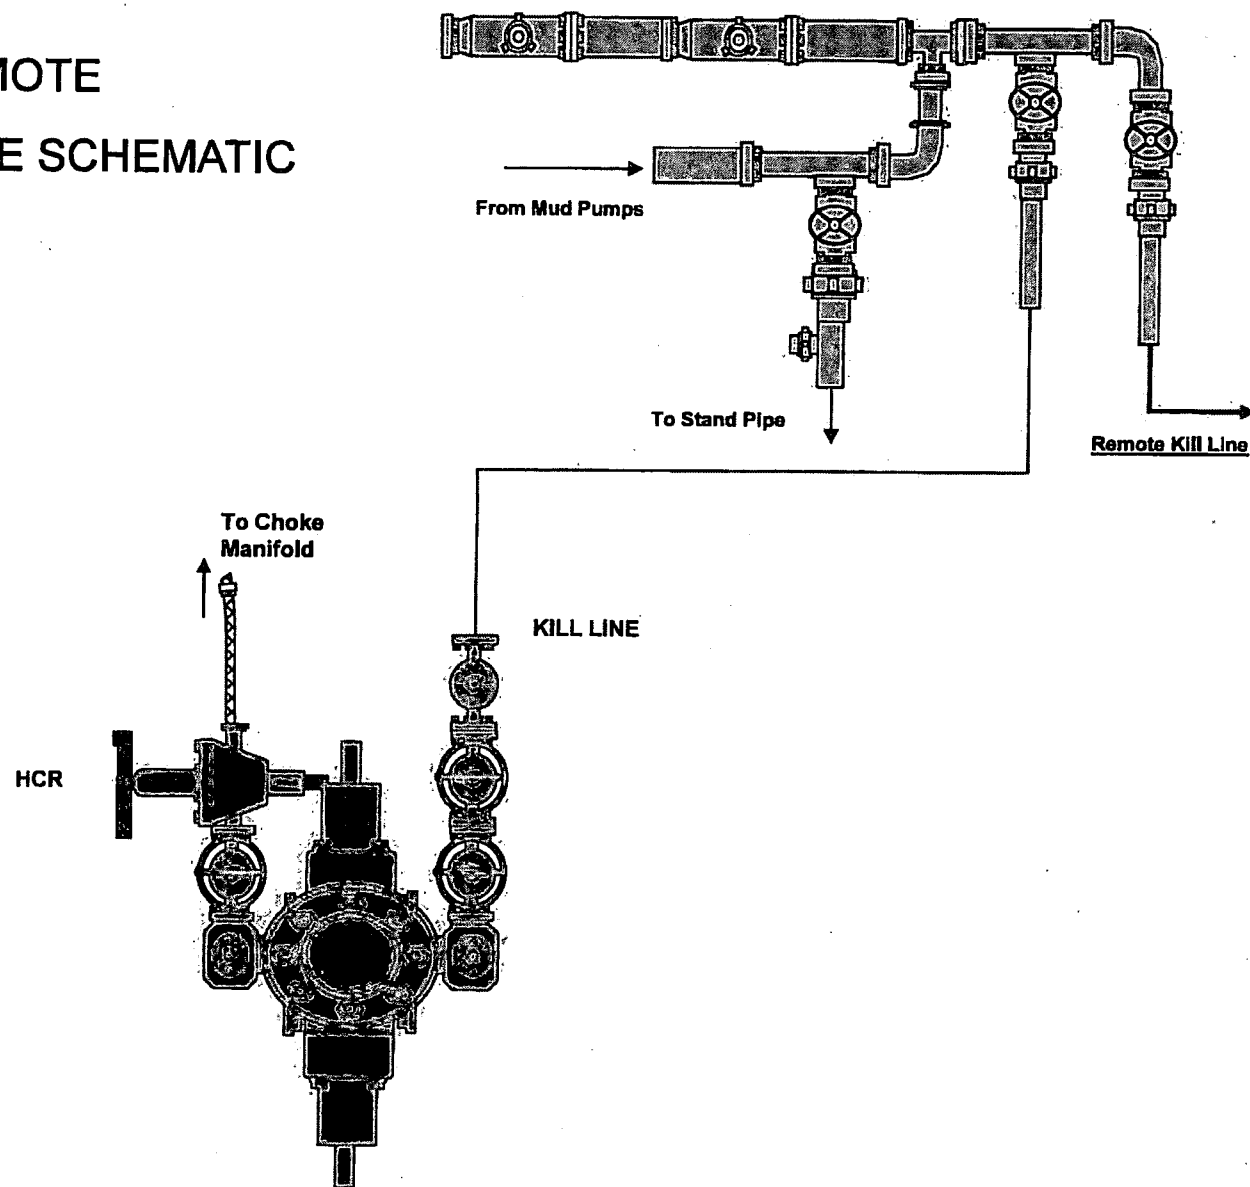 MOTE
E SCHEMATIC
From Mud Pumps
To Stand Pipe
Remote Kill Line
To Choke
Manifold
KILL LINE
HCR